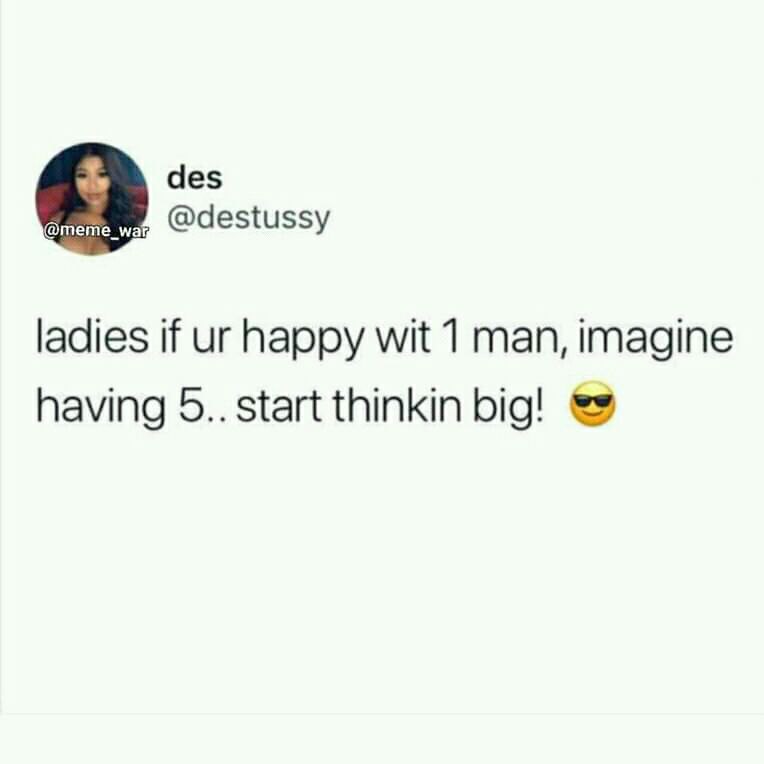 des
@destussy
@meme_war
ladies if ur happy wit 1 man, imagine
having 5.. start thinkin big! 😎